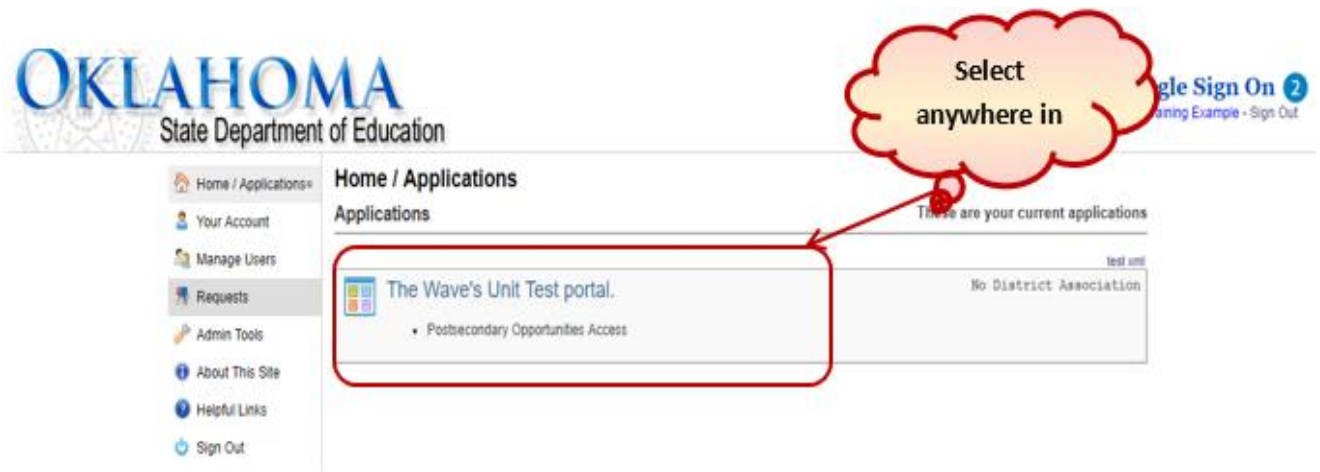 OKLAHOMA
State Department of Education
Select
anywhere in
gle Sign On 2
aining Example - Sign Out
Home / Applications«
Your Account
Manage Users
Requests
Admin Tools
About This Site
Helpful Links
Sign Out
Home / Applications
Applications
These are your current applications
test xml
The Wave's Unit Test portal.
No District Association
• Postsecondary Opportunities Access